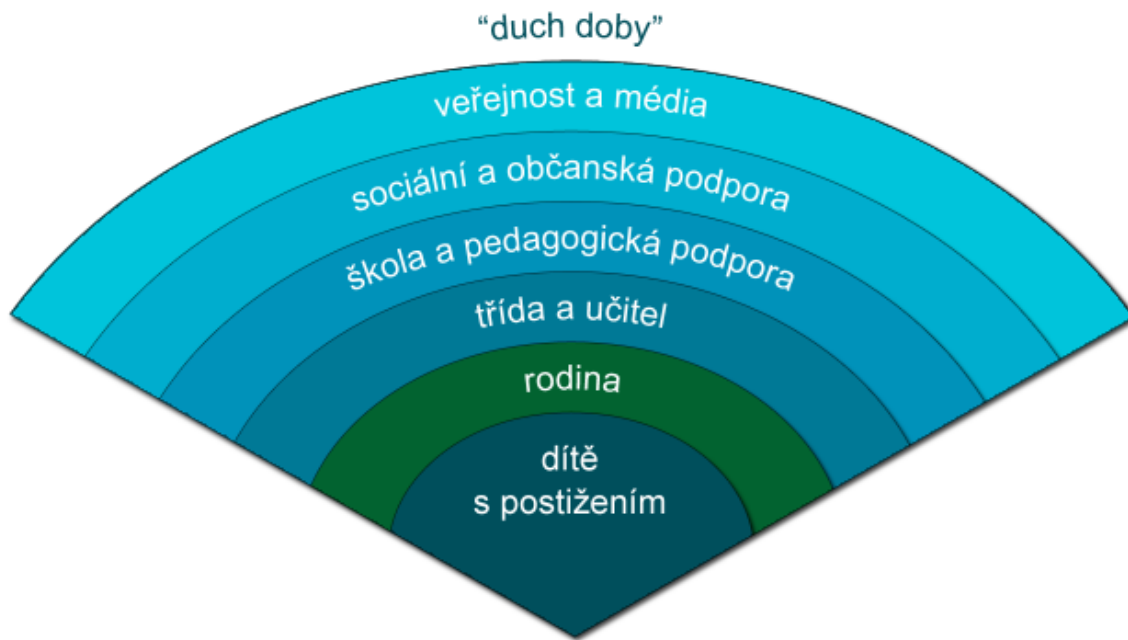 “duch doby”
veřejnost a média
sociální a občanská podpora
škola a pedagogická podpora
třída a učitel
rodina
dítě
s postižením